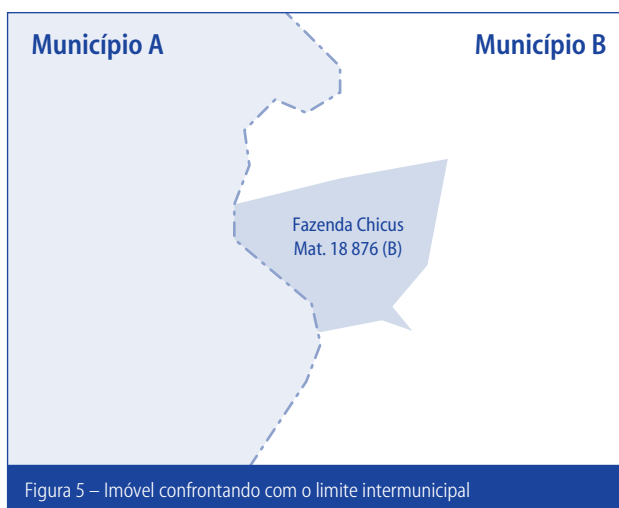 Município A
Município B
Fazenda Chicus
Mat. 18 876 (B)
Figura 5 – Imóvel confrontando com o limite intermunicipal